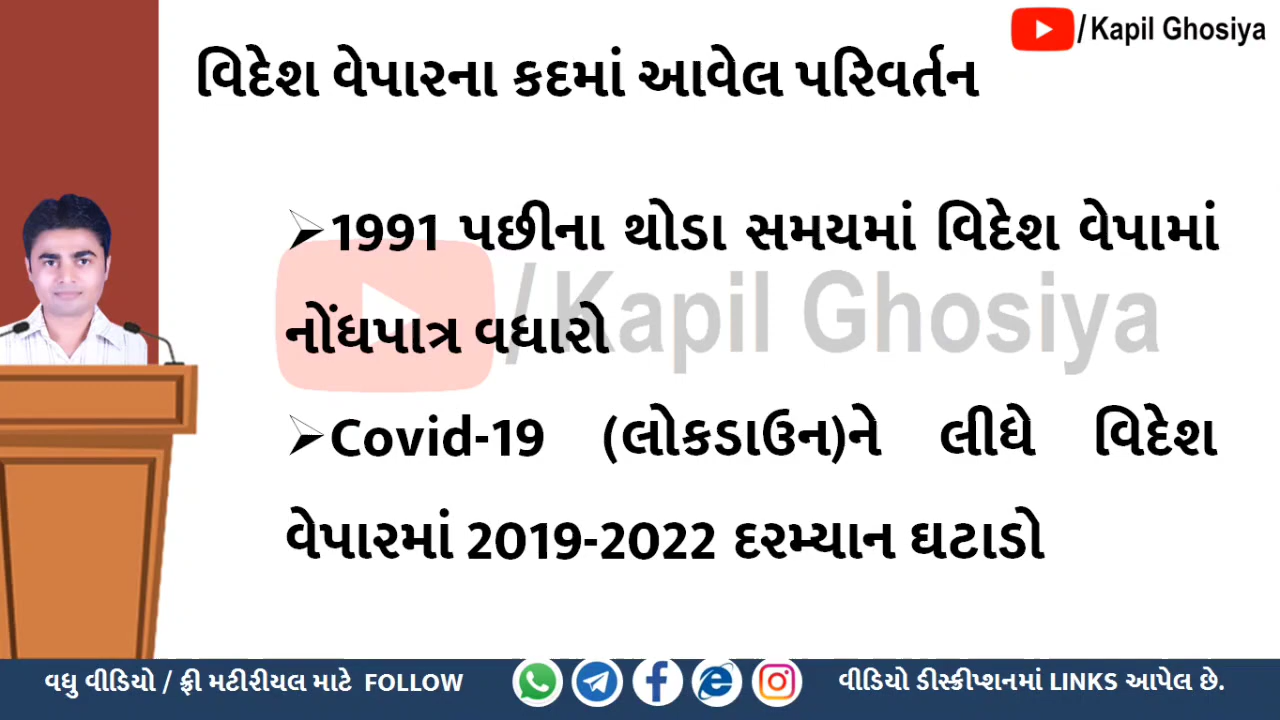 /Kapil Ghosiya
વિદેશ વેપારના કદમાં આવેલ પરિવર્તન
➢1991 પછીના થોડા સમયમાં વિદેશ વેપામાં
નોંધપાત્ર વધારો
/Kapil Ghosiya
➢Covid-19 (લોકડાઉન)ને લીધે વિદેશ
વેપારમાં 2019-2022 દરમ્યાન ઘટાડો
વધુ વીડિયો / ફ્રી મટીરીયલ માટે FOLLOW
વીડિયો ડીસ્ક્રીપ્શનમાં LINKS આપેલ છે.